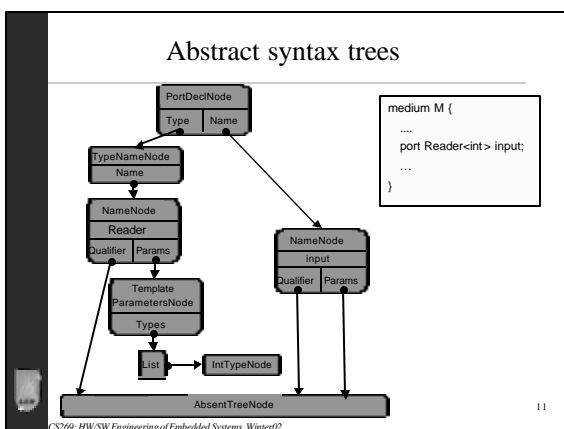 Abstract syntax trees
PortDeclNode
Type Name
TypeNameNode
Name
NameNode
Reader
Qualifier Params
Template
ParametersNode
Types
List
IntTypeNode
NameNode
input
Qualifier Params
AbsentTreeNode
medium M {
....
port Reader<int> input;
...
}
11
CS269: HW/SW Engineering of Embedded Systems, Winter02